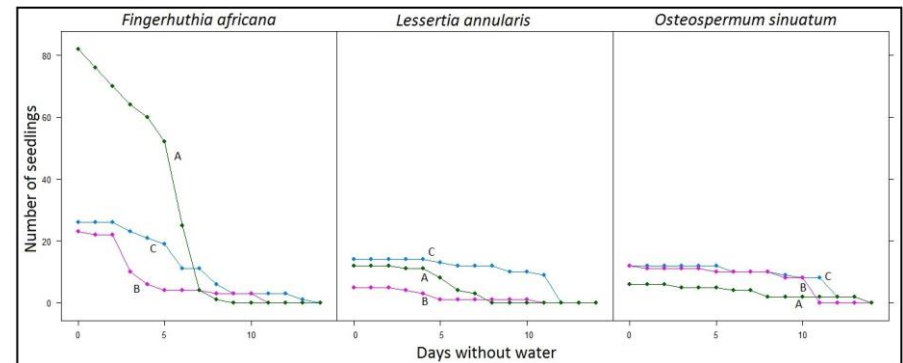 Fingerhuthia africana
Lessertia annularis
Osteospermum sinuatum
Number of seedlings
80
60
40
20
0
A
C
B
C
A
B
C
B
A
0 5 10
0 5 10
0 5 10
Days without water